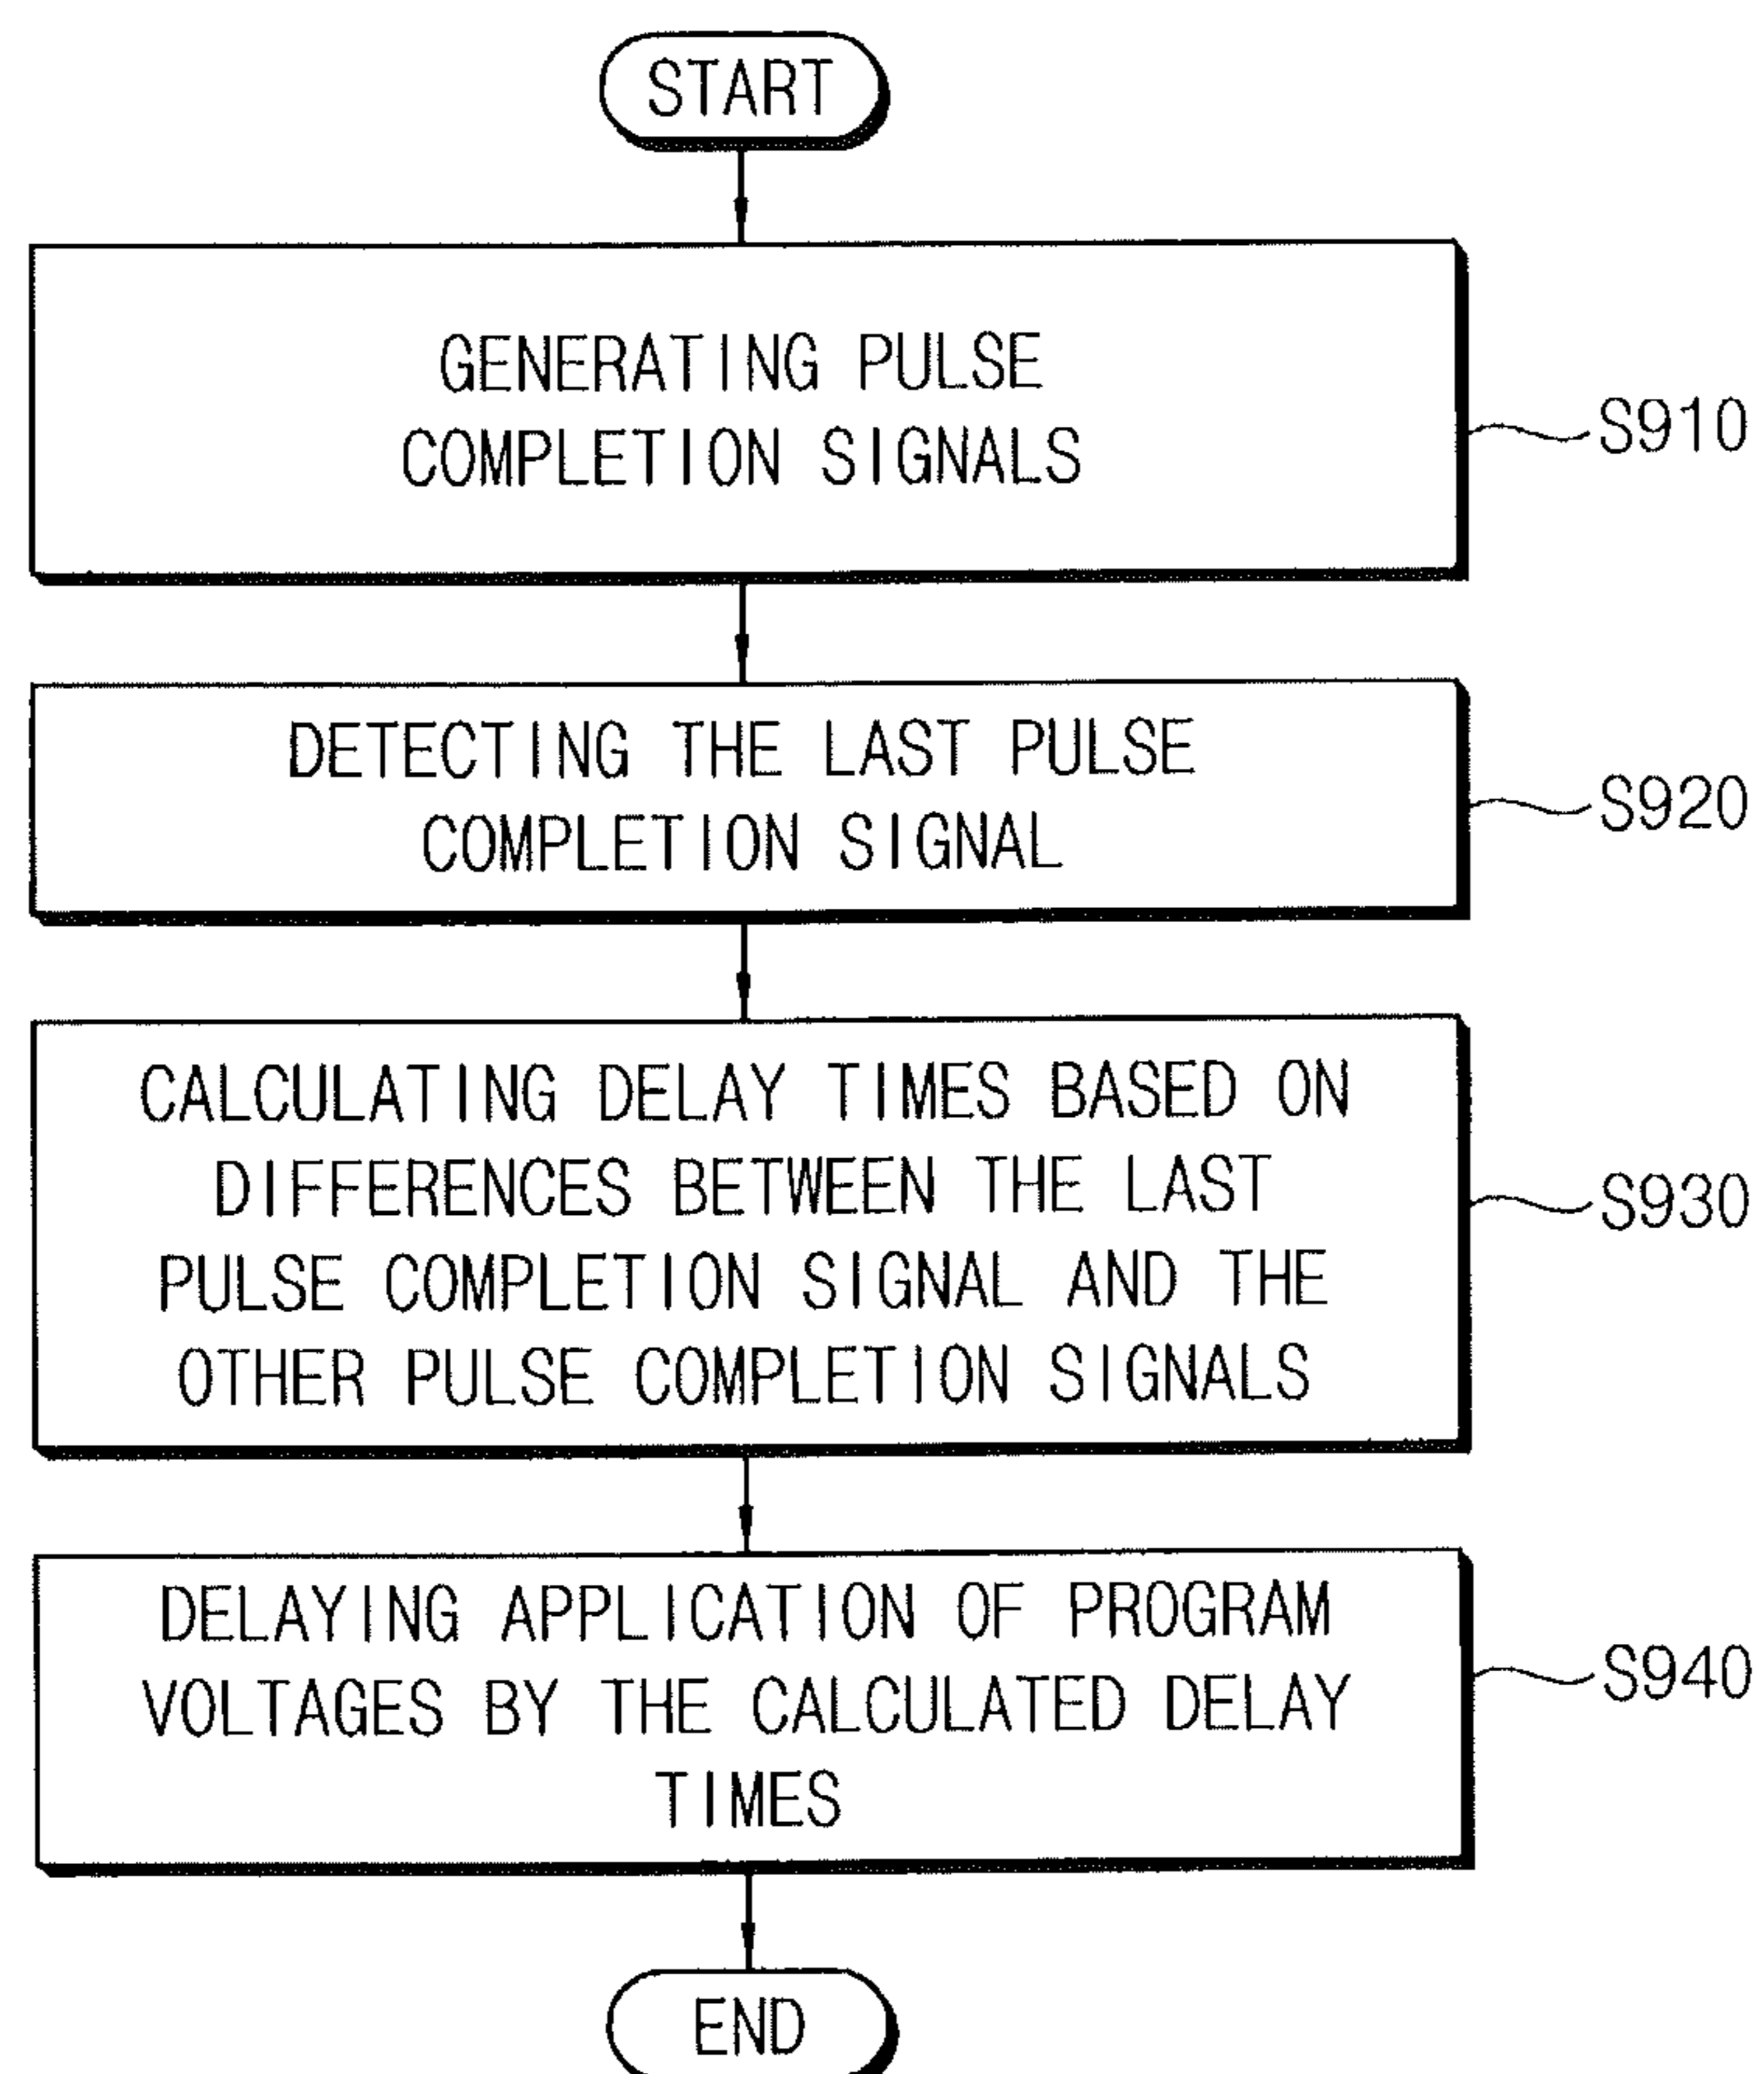 START
GENERATING PULSE
COMPLETION SIGNALS
S910
DETECTING THE LAST PULSE
COMPLETION SIGNAL
S920
CALCULATING DELAY TIMES BASED ON
DIFFERENCES BETWEEN THE LAST
PULSE COMPLETION SIGNAL AND THE
OTHER PULSE COMPLETION SIGNALS
S930
DELAYING APPLICATION OF PROGRAM
VOLTAGES BY THE CALCULATED DELAY
TIMES
S940
END